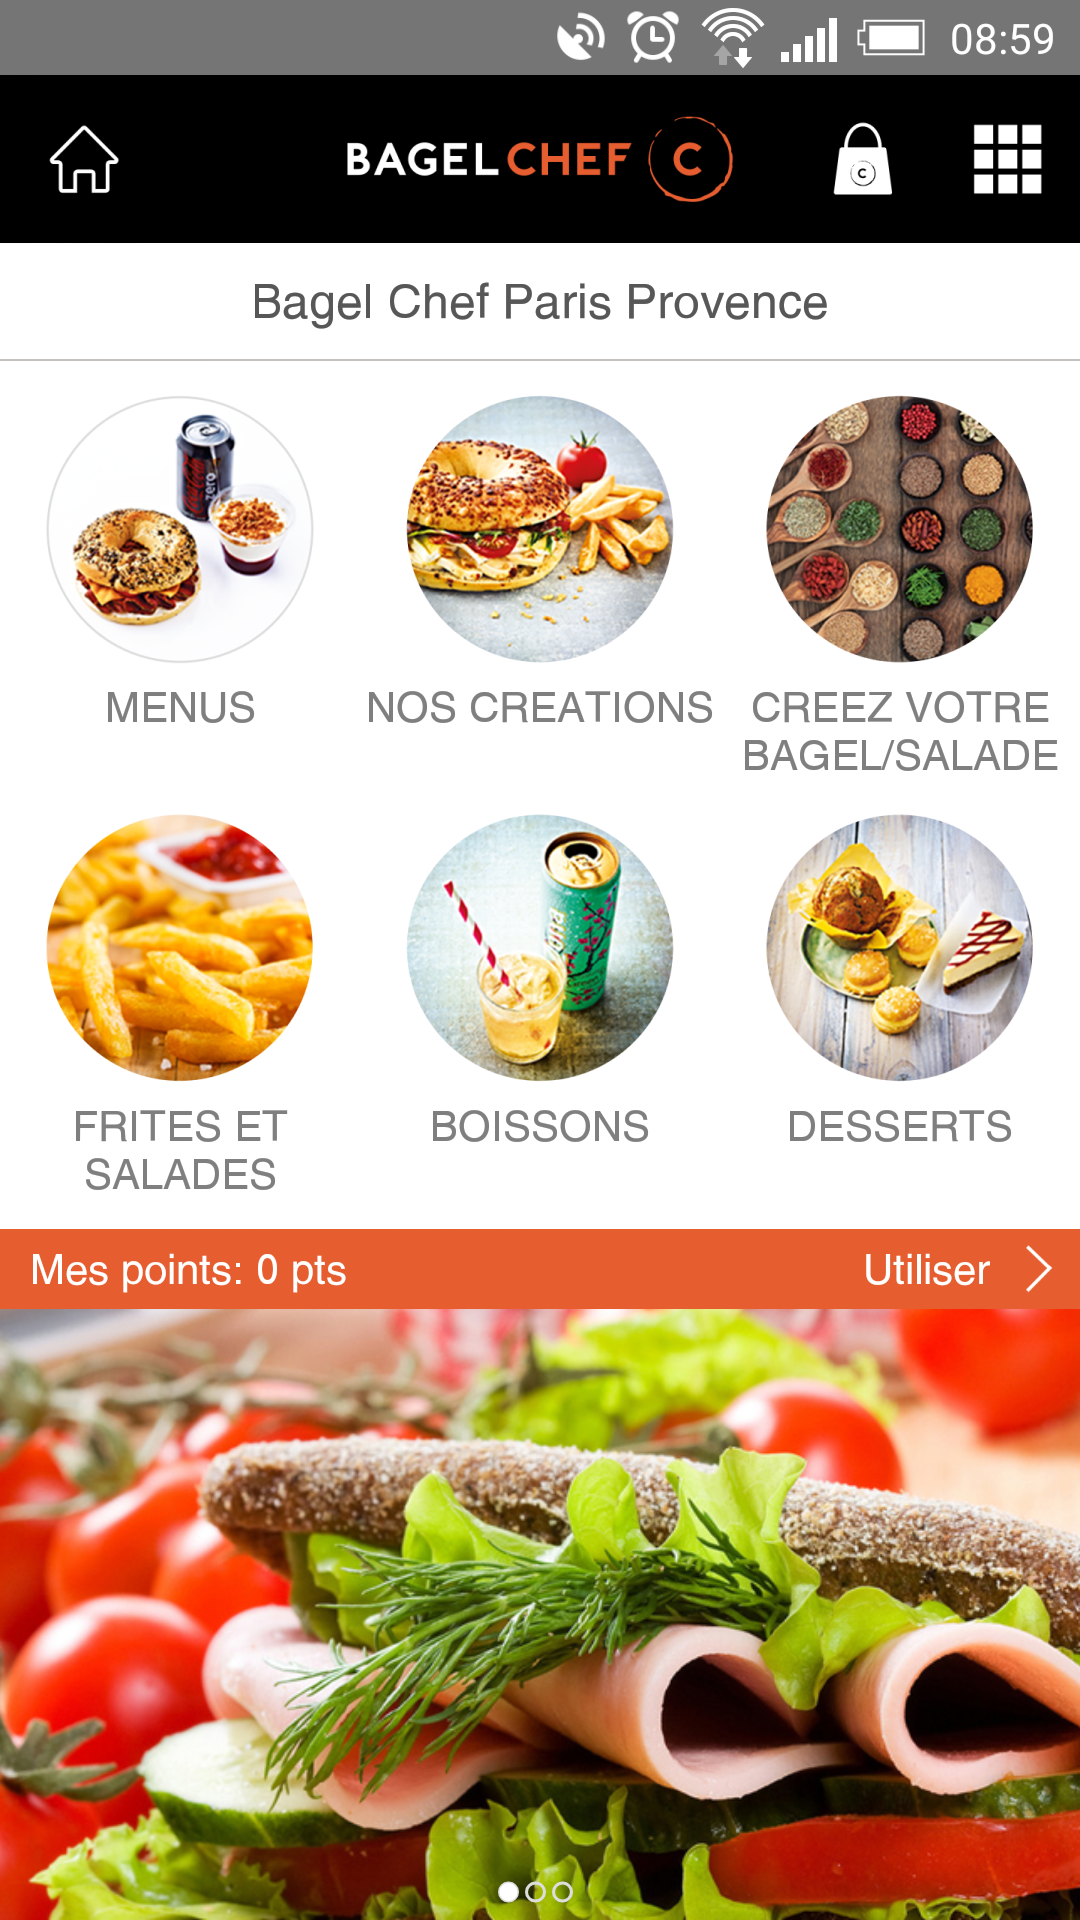 08:59
BAGEL CHEF C
C
Bagel Chef Paris Provence
MENUS
NOS CREATIONS
CREEZ VOTRE
BAGEL/SALADE
zero
FRITES ET
SALADES
BOISSONS
DESSERTS
Mes points: 0 pts
Utiliser